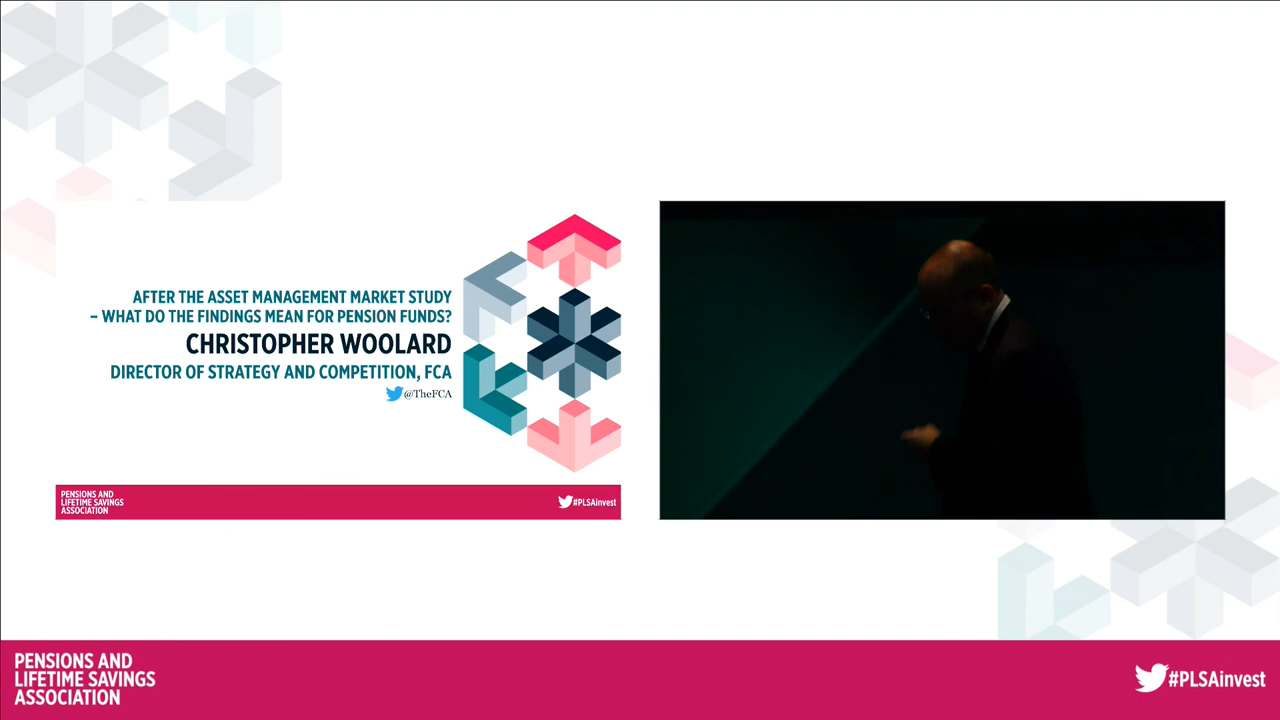 AFTER THE ASSET MANAGEMENT MARKET STUDY
– WHAT DO THE FINDINGS MEAN FOR PENSION FUNDS?
CHRISTOPHER WOOLARD
DIRECTOR OF STRATEGY AND COMPETITION, FCA
@TheFCA
PENSIONS AND
LIFETIME SAVINGS
ASSOCIATION
#PLSAinvest
PENSIONS AND
LIFETIME SAVINGS
ASSOCIATION
#PLSAinvest